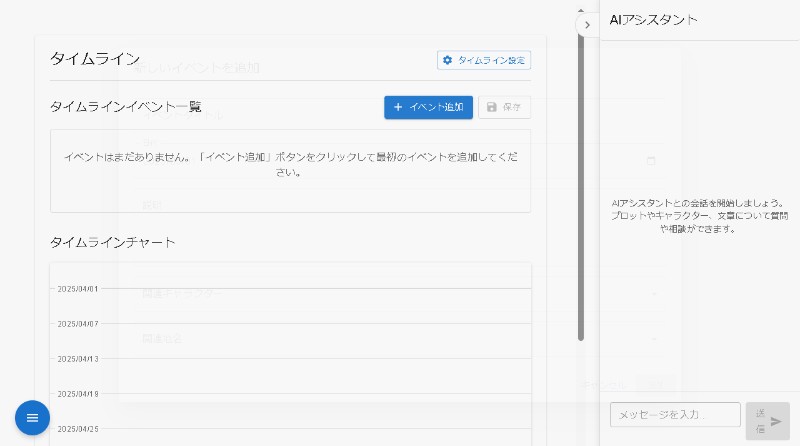 タイムライン
タイムライン設定
新しいイベントを追加
タイムラインイベント一覧
イベント追加
保存
イベントはまだありません。「イベント追加」ボタンをクリックして最初のイベントを追加してくだ
さい。
タイムラインチャート
2025/04/01
2025/04/07
2025/04/13
2025/04/19
2025/04/25
AIアシスタント
AIアシスタントとの会話を開始しましょう。
プロットやキャラクター、文章について質問
や相談ができます。
メッセージを入力...
送
信